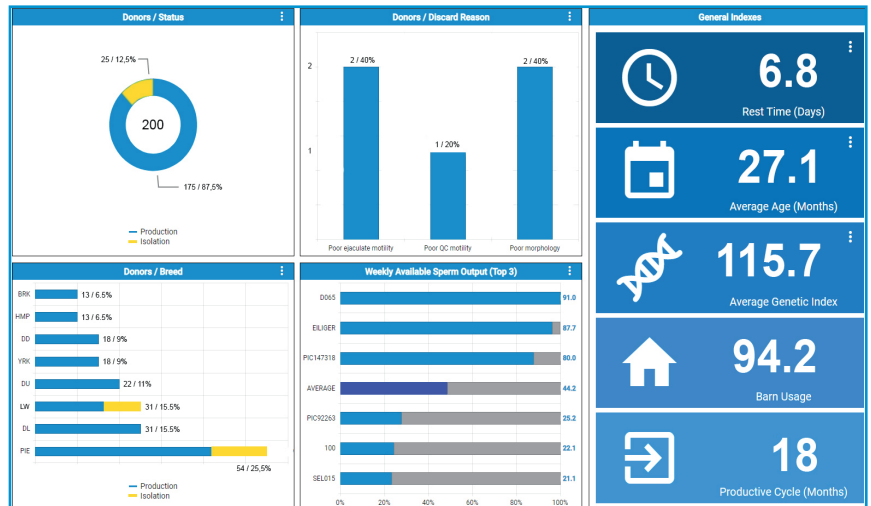 Donors / Status
25 / 12,5%
200
175 / 87,5%
Production
Isolation
Donors / Discard Reason
2
1
2 / 40%
1 / 20%
2 / 40%
Poor ejaculate motility
Poor QC motility
Poor morphology
General Indexes
6.8
Rest Time (Days)
27.1
Average Age (Months)
115.7
Average Genetic Index
94.2
Barn Usage
18
Productive Cycle (Months)
Donors / Breed
BRK 13 / 6.5%
HMP 13 / 6.5%
DD 18 / 9%
YRK 18 / 9%
DU 22 / 11%
LW 31 / 15.5%
DL 31 / 15.5%
PIE
54 / 25,5%
Production
Isolation
Weekly Available Sperm Output (Top 3)
D065 91.0
EILIGER 87.7
PIC147318 80.0
AVERAGE 44.2
PIC92263 25.2
100 22.1
SEL015 21.1
0% 20% 40% 60% 80% 100%